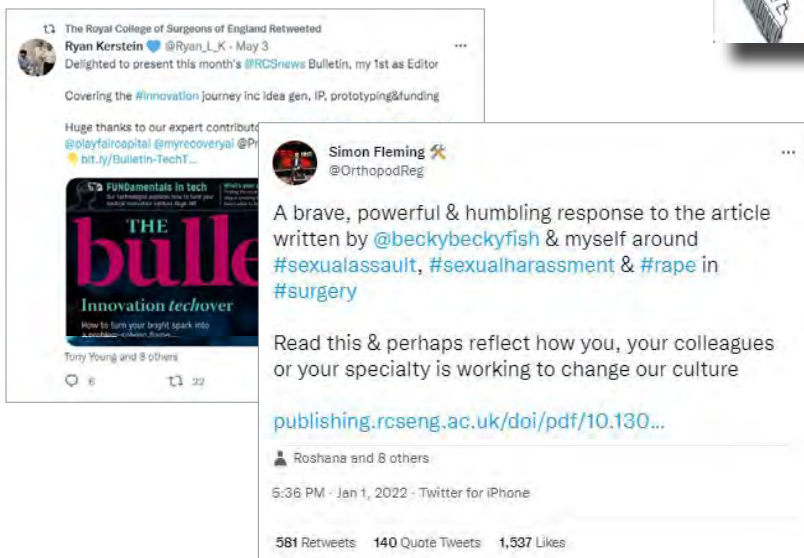 The Royal College of Surgeons of England Retweeted
Ryan Kerstein 💙 @Ryan_L_K · May 3
Delighted to present this month's @RCSnews Bulletin, my 1st as Editor
Covering the #innovation journey inc idea gen, IP, prototyping&funding
Huge thanks to our expert
@playfaircapital @myrecoveryai
👇 bit.ly/Bulletin-TechT...
FUNDamentals in tech
THE
bulle
Innovation techover
How to turn your bright spark into
a problem-solving flame
Tony Young and 8 others
6 22
Simon Fleming 🛠
@OrthopodReg
A brave, powerful & humbling response to the article
written by @beckybeckyfish & myself around
#sexualassault, #sexualharassment & #rape in
#surgery
Read this & perhaps reflect how you, your colleagues
or your specialty is working to change our culture
publishing.rcseng.ac.uk/doi/pdf/10.130...
Roshana and 8 others
5:36 PM · Jan 1, 2022 · Twitter for iPhone
581 Retweets 140 Quote Tweets 1,537 Likes